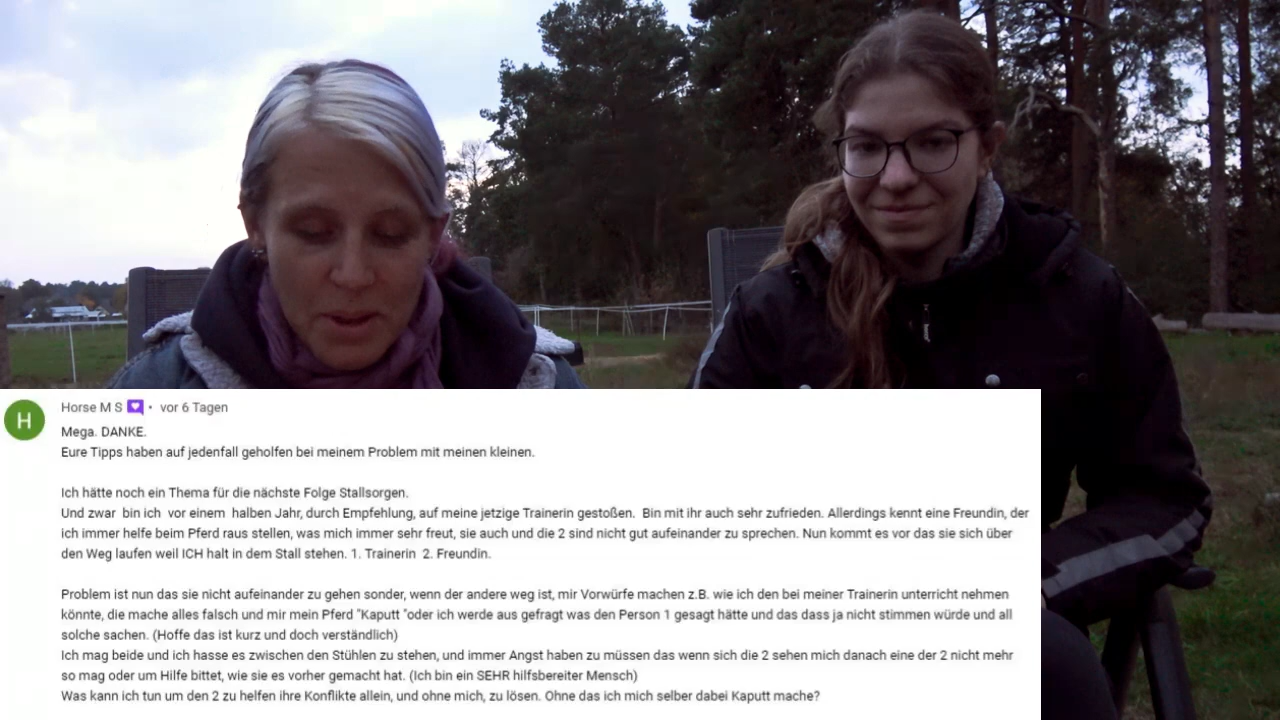 H
Horse M S • vor 6 Tagen
Mega. DANKE.
Eure Tipps haben auf jedenfall geholfen bei meinem Problem mit meinen kleinen.
Ich hätte noch ein Thema für die nächste Folge Stallsorgen.
Und zwar bin ich vor einem halben Jahr, durch Empfehlung, auf meine jetzige Trainerin gestoßen. Bin mit ihr auch sehr zufrieden. Allerdings kennt eine Freundin, der
ich immer helfe beim Pferd raus stellen, was mich immer sehr freut, sie auch und die 2 sind nicht gut aufeinander zu sprechen. Nun kommt es vor das sie sich über
den Weg laufen weil ICH halt in dem Stall stehen. 1. Trainerin 2. Freundin.
Problem ist nun das sie nicht aufeinander zu gehen sonder, wenn der andere weg ist, mir Vorwürfe machen z.B. wie ich den bei meiner Trainerin unterricht nehmen
könnte, die mache alles falsch und mir mein Pferd "Kaputt "oder ich werde aus gefragt was den Person 1 gesagt hätte und das dass ja nicht stimmen würde und all
solche sachen. (Hoffe das ist kurz und doch verständlich)
Ich mag beide und ich hasse es zwischen den Stühlen zu stehen, und immer Angst haben zu müssen das wenn sich die 2 sehen mich danach eine der 2 nicht mehr
so mag oder um Hilfe bittet, wie sie es vorher gemacht hat. (Ich bin ein SEHR hilfsbereiter Mensch)
Was kann ich tun um den 2 zu helfen ihre Konflikte allein, und ohne mich, zu lösen. Ohne das ich mich selber dabei Kaputt mache?